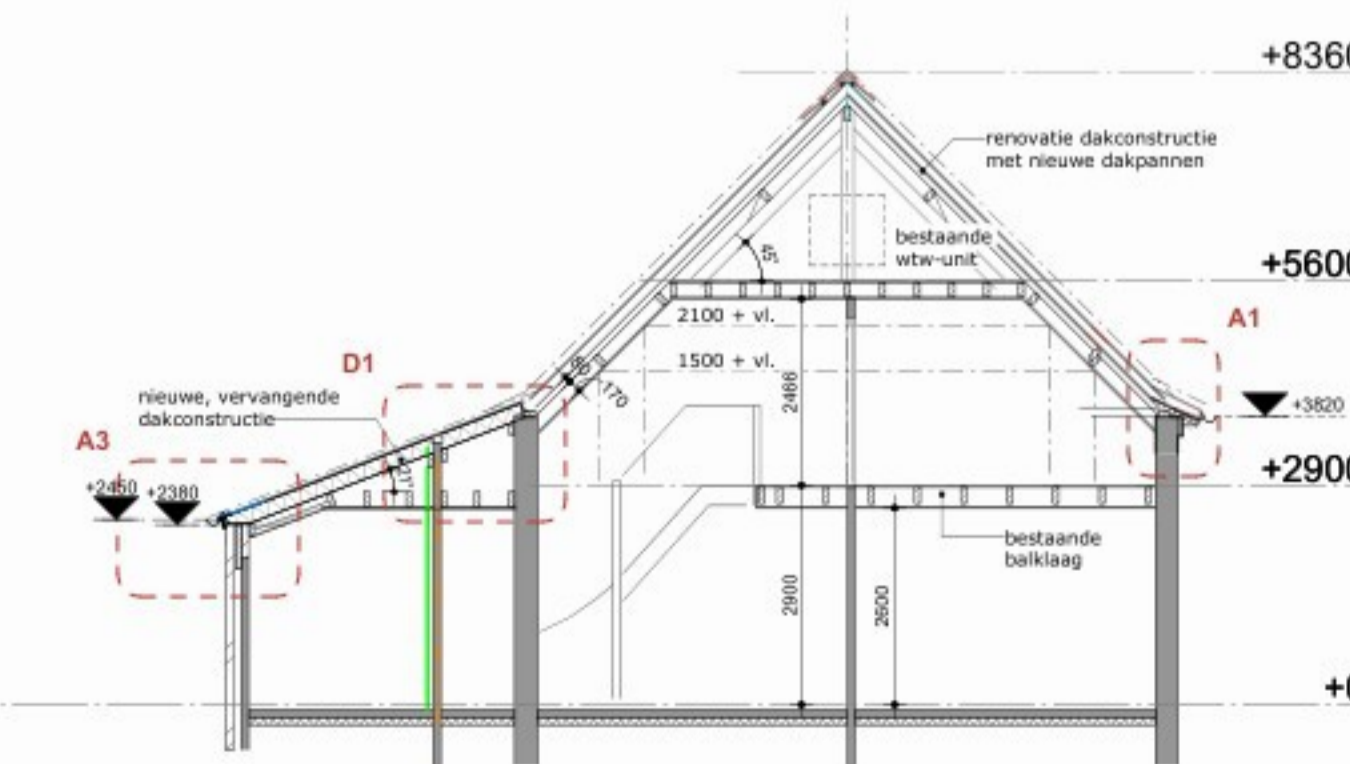 +8360
renovatie dakconstructie
met nieuwe dakpannen
bestaande
wtw-unit
45°
+5600
2100 + vl.
A1
1500 + vl.
D1
80
170
2466
nieuwe, vervangende
dakconstructie
+3820
A3
+2900
+2450
+2380
21°
bestaande
balklaag
2900
2600